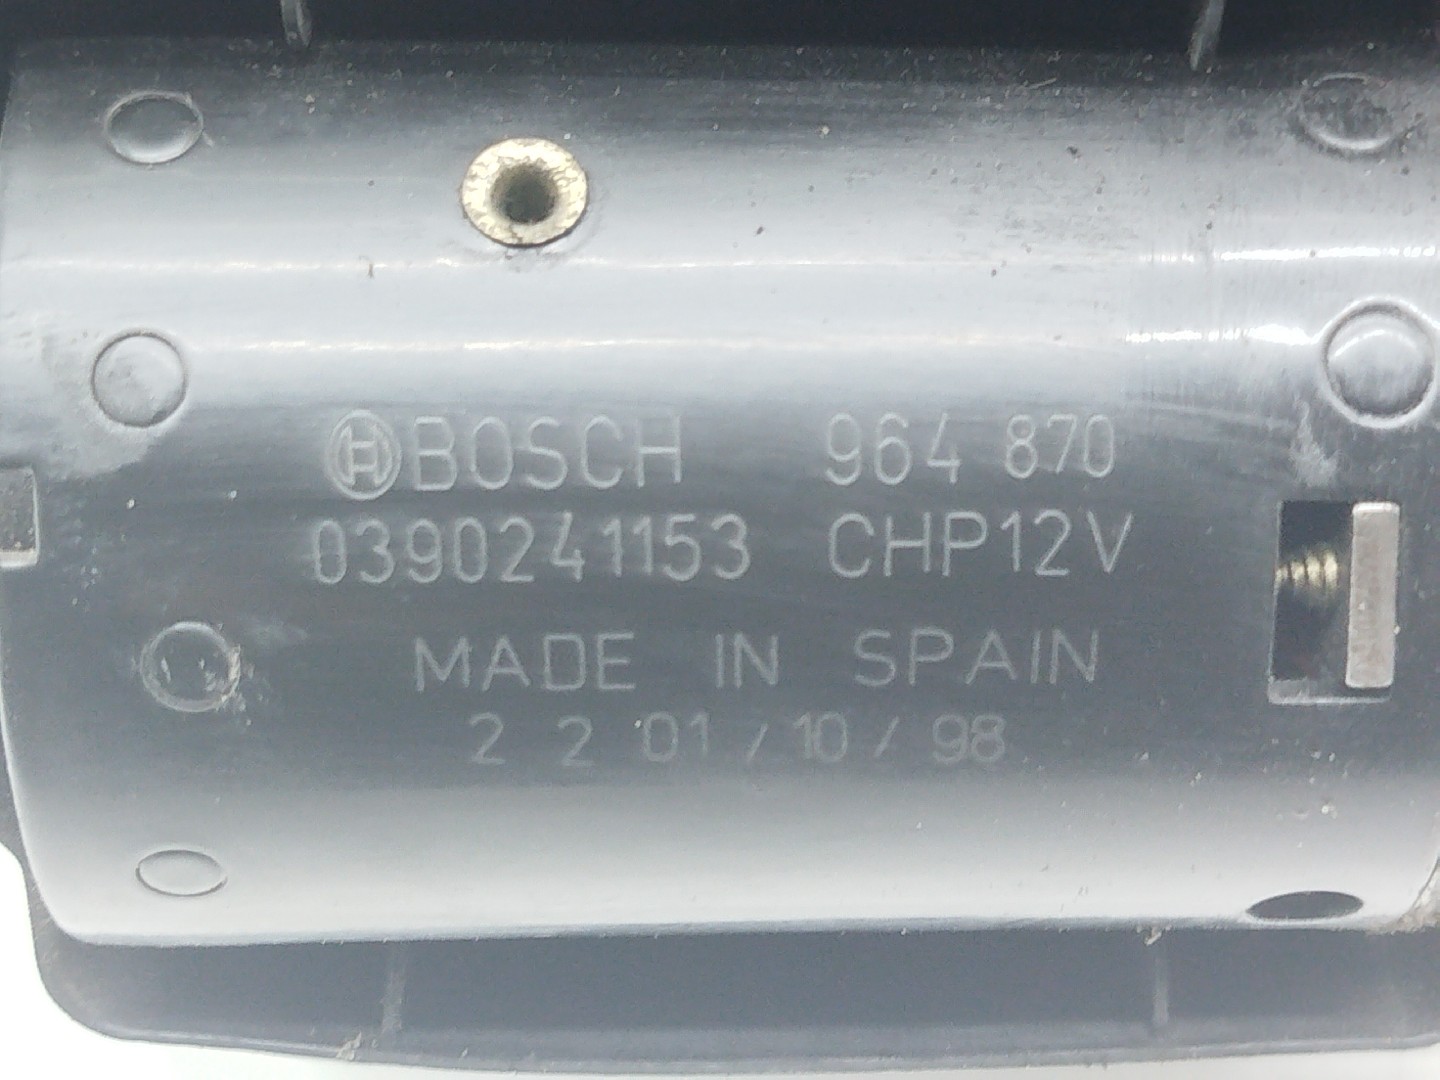 BOSCH 964 870
0390241153 CHP12V
MADE IN SPAIN
2 2 01/10/98